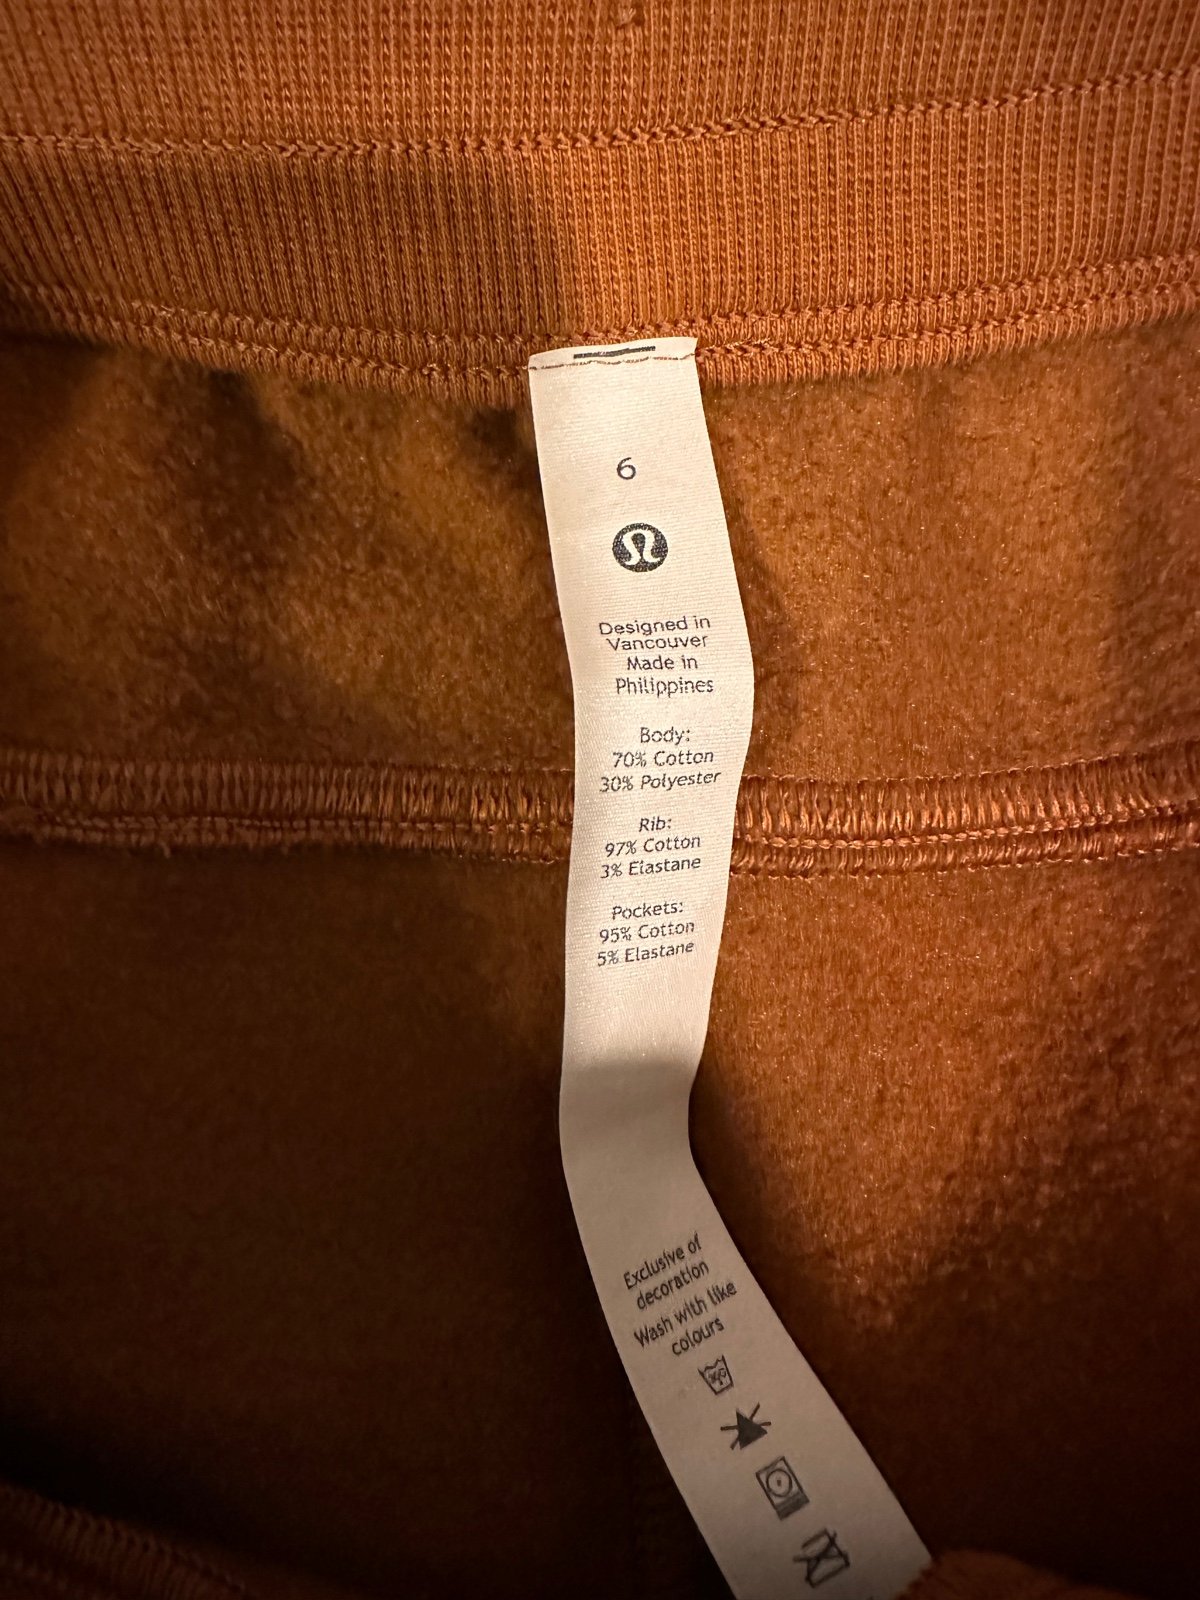 6
Designed in
Vancouver
Made in
Philippines
Body:
70% Cotton
30% Polyester
Rib:
97% Cotton
3% Elastane
Pockets:
95% Cotton
5% Elastane
Exclusive of
decoration
Wash with like
colours